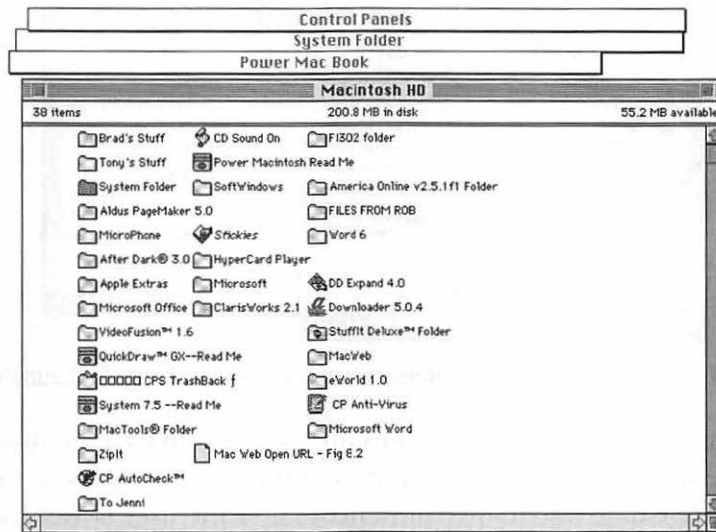 Control Panels
System Folder
Power Mac Book
Macintosh HD
38 items 200.8 MB in disk 55.2 MB available
Brad's Stuff CD Sound On FI302 folder
Tony's Stuff Power Macintosh Read Me
System Folder SoftWindows America Online v2.5.1f1 Folder
Aldus PageMaker 5.0 FILES FROM ROB
MicroPhone Stickies Word 6
After Dark® 3.0 HyperCard Player
Apple Extras Microsoft DD Expand 4.0
Microsoft Office ClarisWorks 2.1 Downloader 5.0.4
VideoFusion™ 1.6 StuffIt Deluxe™ Folder
QuickDraw™ GX--Read Me MacWeb
□□□□□ CPS TrashBack ƒ eWorld 1.0
System 7.5 --Read Me CP Anti-Virus
MacTools® Folder Microsoft Word
ZipIt Mac Web Open URL - Fig 8.2
CP AutoCheck™
To Jenni